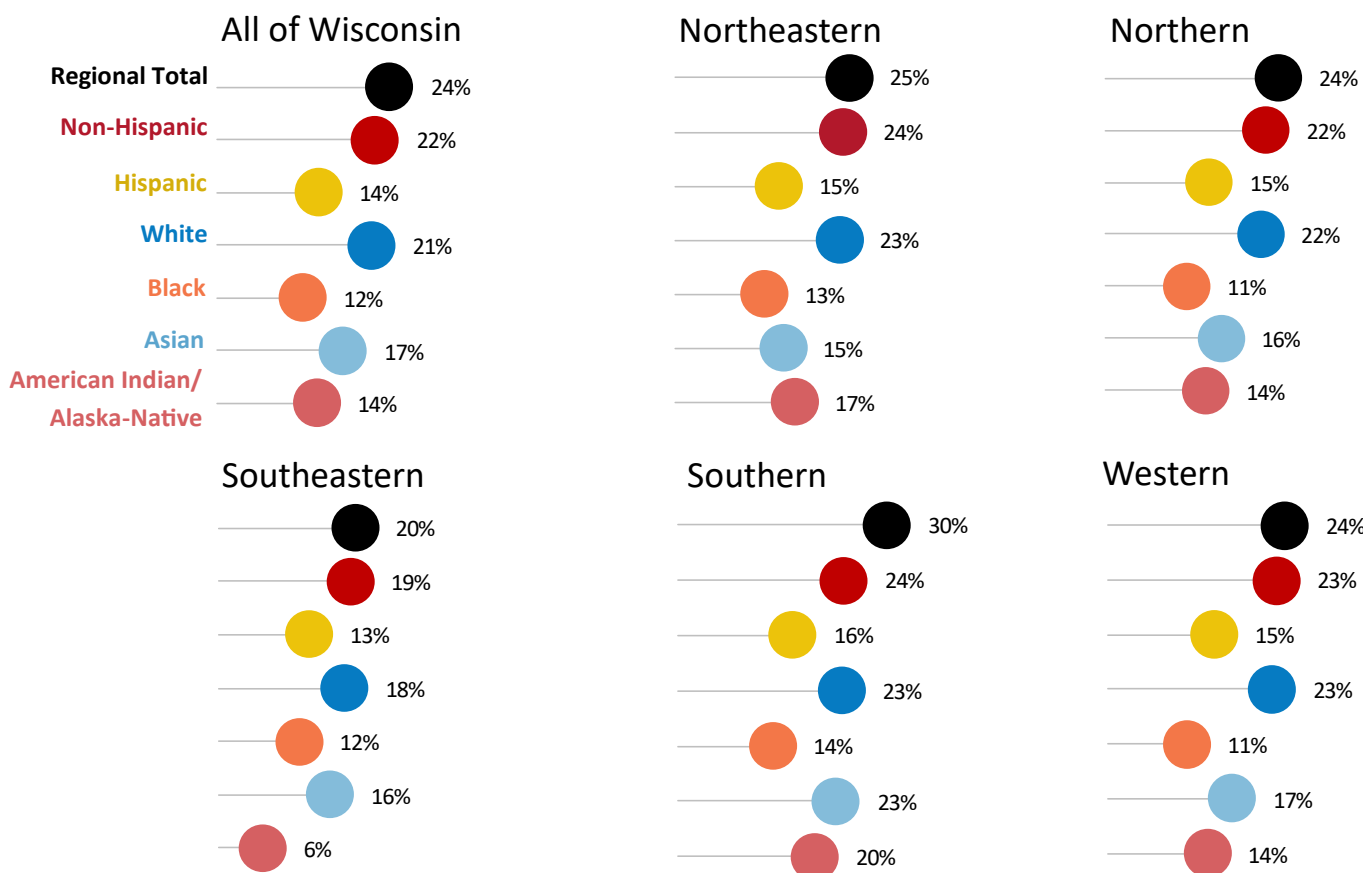 All of Wisconsin
Regional Total 24%
Non-Hispanic 22%
Hispanic 14%
White 21%
Black 12%
Asian 17%
American Indian/
Alaska-Native 14%
Northeastern
25%
24%
15%
23%
13%
15%
17%
Northern
24%
22%
15%
22%
11%
16%
14%
Southeastern
20%
19%
13%
18%
12%
16%
6%
Southern
30%
24%
16%
23%
14%
23%
20%
Western
24%
23%
15%
23%
11%
17%
14%